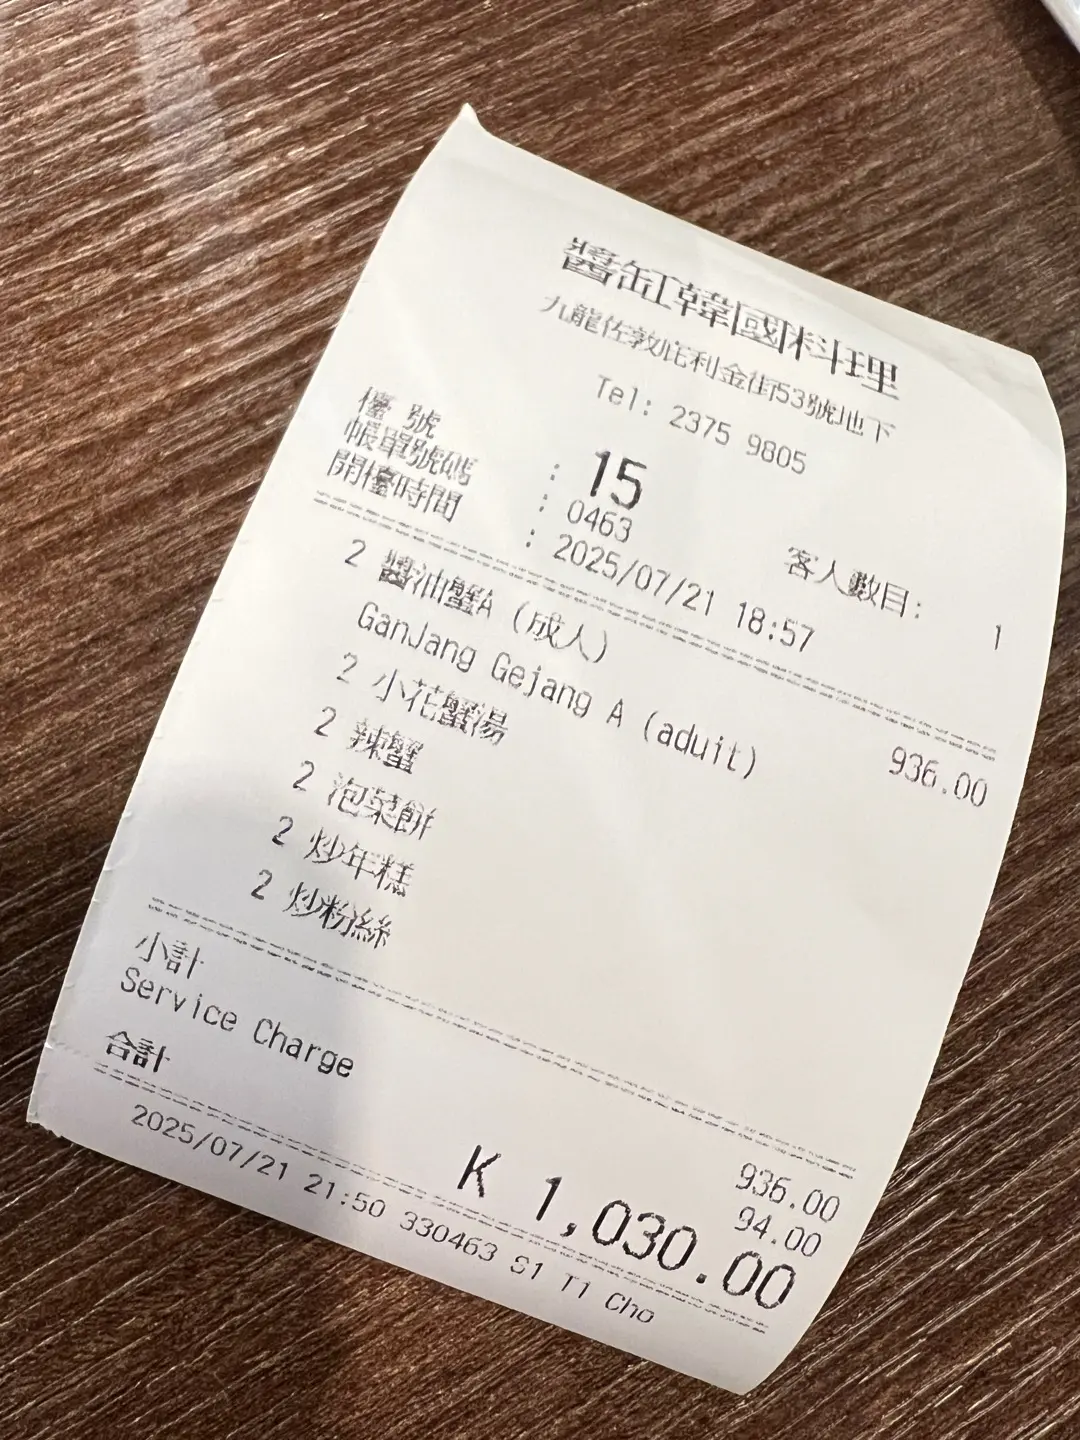 醬缸韓國料理
九龍佐敦庇利金街53號地下
Tel: 2375 9805
檯 號 : 15
帳單號碼 : 0463 客人數目: 1
開檯時間 : 2025/07/21 18:57
2 醬油蟹A (成人) 936.00
GanJang Gejang A (aduit)
2 小花蟹湯
2 辣蟹
2 泡菜餅
2 炒年糕
2 炒粉絲
小計 936.00
Service Charge 94.00
合計 K 1,030.00
2025/07/21 21:50 330463 S1 T1 Cho